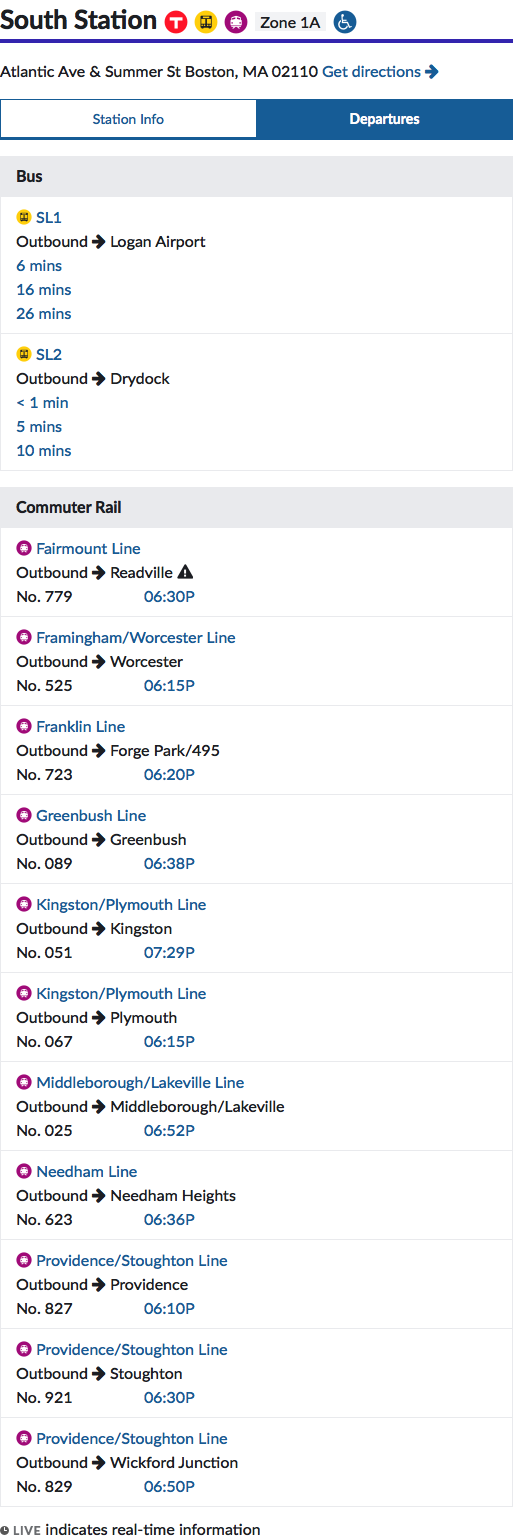 South Station T Zone 1A
Atlantic Ave & Summer St Boston, MA 02110 Get directions
Station Info Departures
Bus
SL1
Outbound Logan Airport
6 mins
16 mins
26 mins
SL2
Outbound Drydock
< 1 min
5 mins
10 mins
Commuter Rail
Fairmount Line
Outbound Readville
No. 779 06:30P
Framingham/Worcester Line
Outbound Worcester
No. 525 06:15P
Franklin Line
Outbound Forge Park/495
No. 723 06:20P
Greenbush Line
Outbound Greenbush
No. 089 06:38P
Kingston/Plymouth Line
Outbound Kingston
No. 051 07:29P
Kingston/Plymouth Line
Outbound Plymouth
No. 067 06:15P
Middleborough/Lakeville Line
Outbound Middleborough/Lakeville
No. 025 06:52P
Needham Line
Outbound Needham Heights
No. 623 06:36P
Providence/Stoughton Line
Outbound Providence
No. 827 06:10P
Providence/Stoughton Line
Outbound Stoughton
No. 921 06:30P
Providence/Stoughton Line
Outbound Wickford Junction
No. 829 06:50P
LIVE indicates real-time information